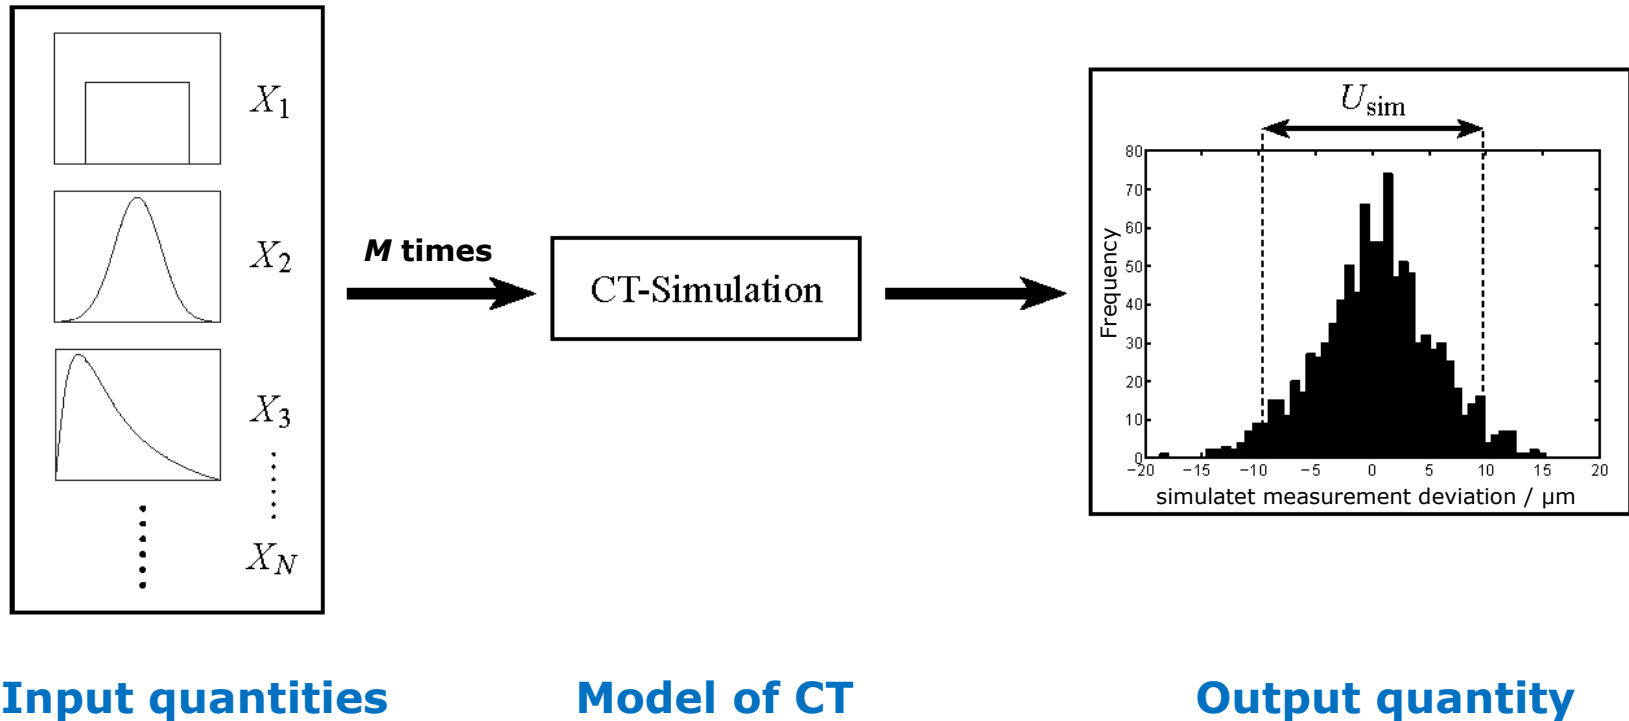 X1
X2
X3
XN
M times
CT-Simulation
Usim
80
70
60
50
40
30
20
10
0
Frequency
−20 −15 −10 −5 0 5 10 15 20
simulatet measurement deviation / µm
Input quantities
Model of CT
Output quantity